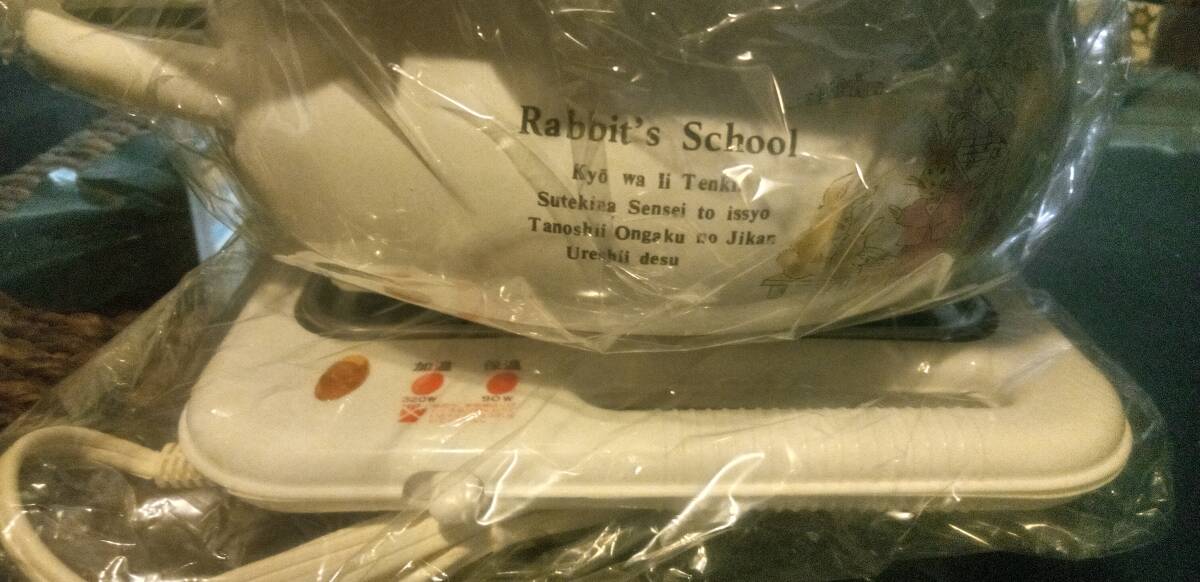 Rabbit's School
Kyō wa Ii Tenki
Sutekina Sensei to issyo
Tanoshii Ongaku no Jikan
Ureshii desu
加温 保温
320W 90W